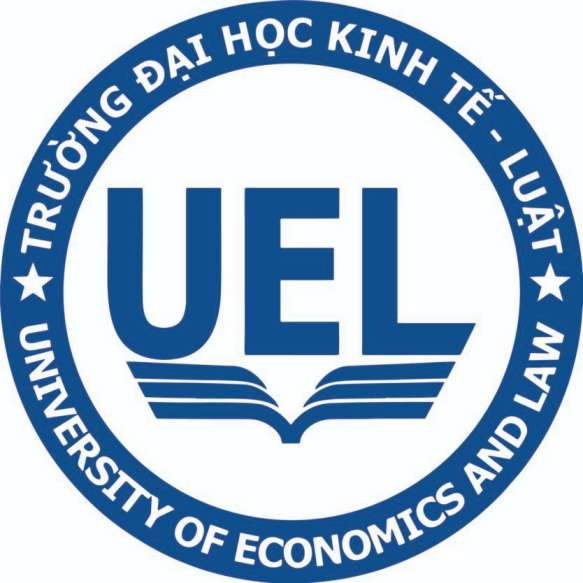 TRƯỜNG ĐẠI HỌC KINH TẾ - LUẬT
UEL
UNIVERSITY OF ECONOMICS AND LAW